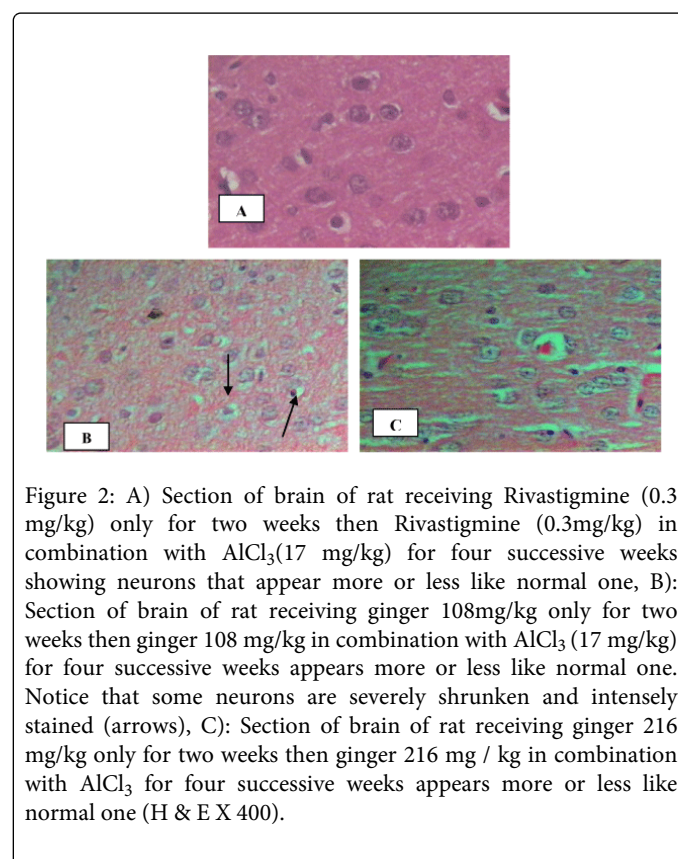 A
B
C
Figure 2: A) Section of brain of rat receiving Rivastigmine (0.3
mg/kg) only for two weeks then Rivastigmine (0.3mg/kg) in
combination with AlCl₃(17 mg/kg) for four successive weeks
showing neurons that appear more or less like normal one, B):
Section of brain of rat receiving ginger 108mg/kg only for two
weeks then ginger 108 mg/kg in combination with AlCl₃ (17 mg/kg)
for four successive weeks appears more or less like normal one.
Notice that some neurons are severely shrunken and intensely
stained (arrows), C): Section of brain of rat receiving ginger 216
mg/kg only for two weeks then ginger 216 mg / kg in combination
with AlCl₃ for four successive weeks appears more or less like
normal one (H & E X 400).